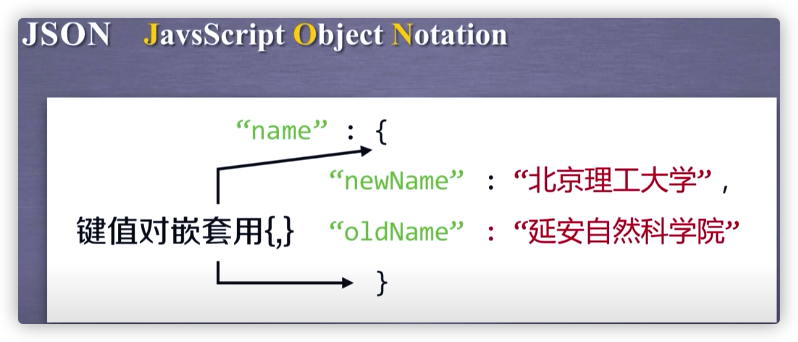 JSON JavsScript Object Notation
“name” : {
“newName” : “北京理工大学” ,
键值对嵌套用{,} “oldName” : “延安自然科学院”
}